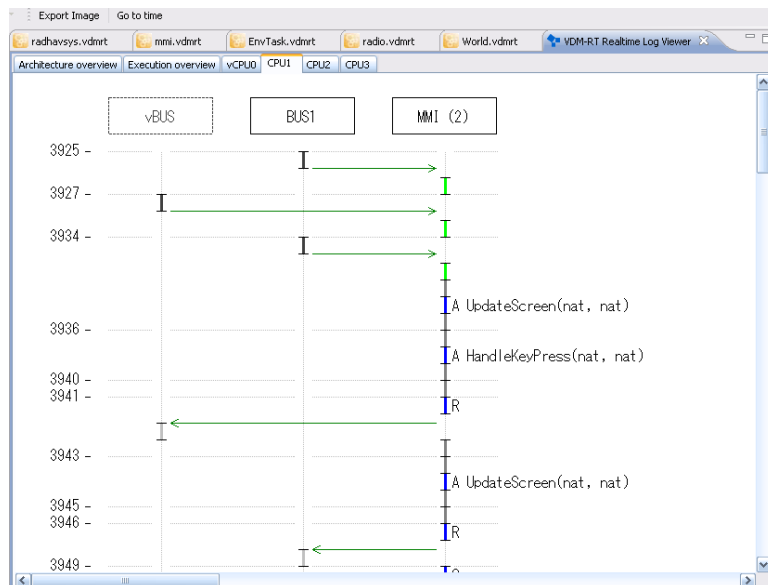 Export Image Go to time
radhavsys.vdmrt mmi.vdmrt EnvTask.vdmrt radio.vdmrt World.vdmrt VDM-RT Realtime Log Viewer
Architecture overview Execution overview vCPU0 CPU1 CPU2 CPU3
vBUS BUS1 MMI (2)
3925 -
3927 -
3934 -
A UpdateScreen(nat, nat)
3936 -
A HandleKeyPress(nat, nat)
3940 -
3941 -
R
3943 -
A UpdateScreen(nat, nat)
3945 -
3946 -
R
3949 -